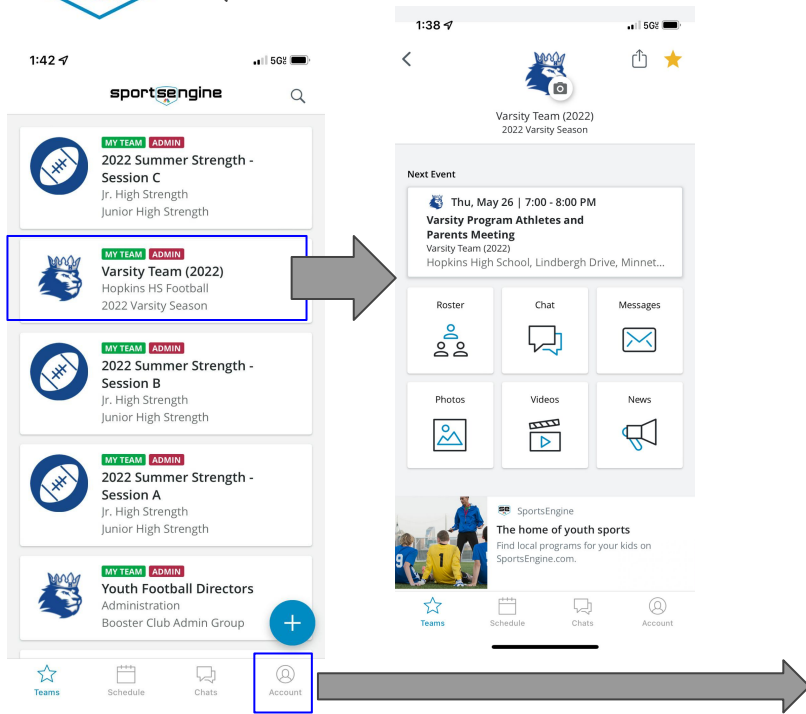 1:42
5G
sportsengine
MY TEAM ADMIN
2022 Summer Strength -
Session C
Jr. High Strength
Junior High Strength
MY TEAM ADMIN
Varsity Team (2022)
Hopkins HS Football
2022 Varsity Season
MY TEAM ADMIN
2022 Summer Strength -
Session B
Jr. High Strength
Junior High Strength
MY TEAM ADMIN
2022 Summer Strength -
Session A
Jr. High Strength
Junior High Strength
MY TEAM ADMIN
Youth Football Directors
Administration
Booster Club Admin Group
+
Teams Schedule Chats Account
1:38
5G
Varsity Team (2022)
2022 Varsity Season
Next Event
Thu, May 26 | 7:00 - 8:00 PM
Varsity Program Athletes and
Parents Meeting
Varsity Team (2022)
Hopkins High School, Lindbergh Drive, Minnet...
Roster Chat Messages
Photos Videos News
se SportsEngine
The home of youth sports
Find local programs for your kids on
SportsEngine.com.
9 1
Teams Schedule Chats Account